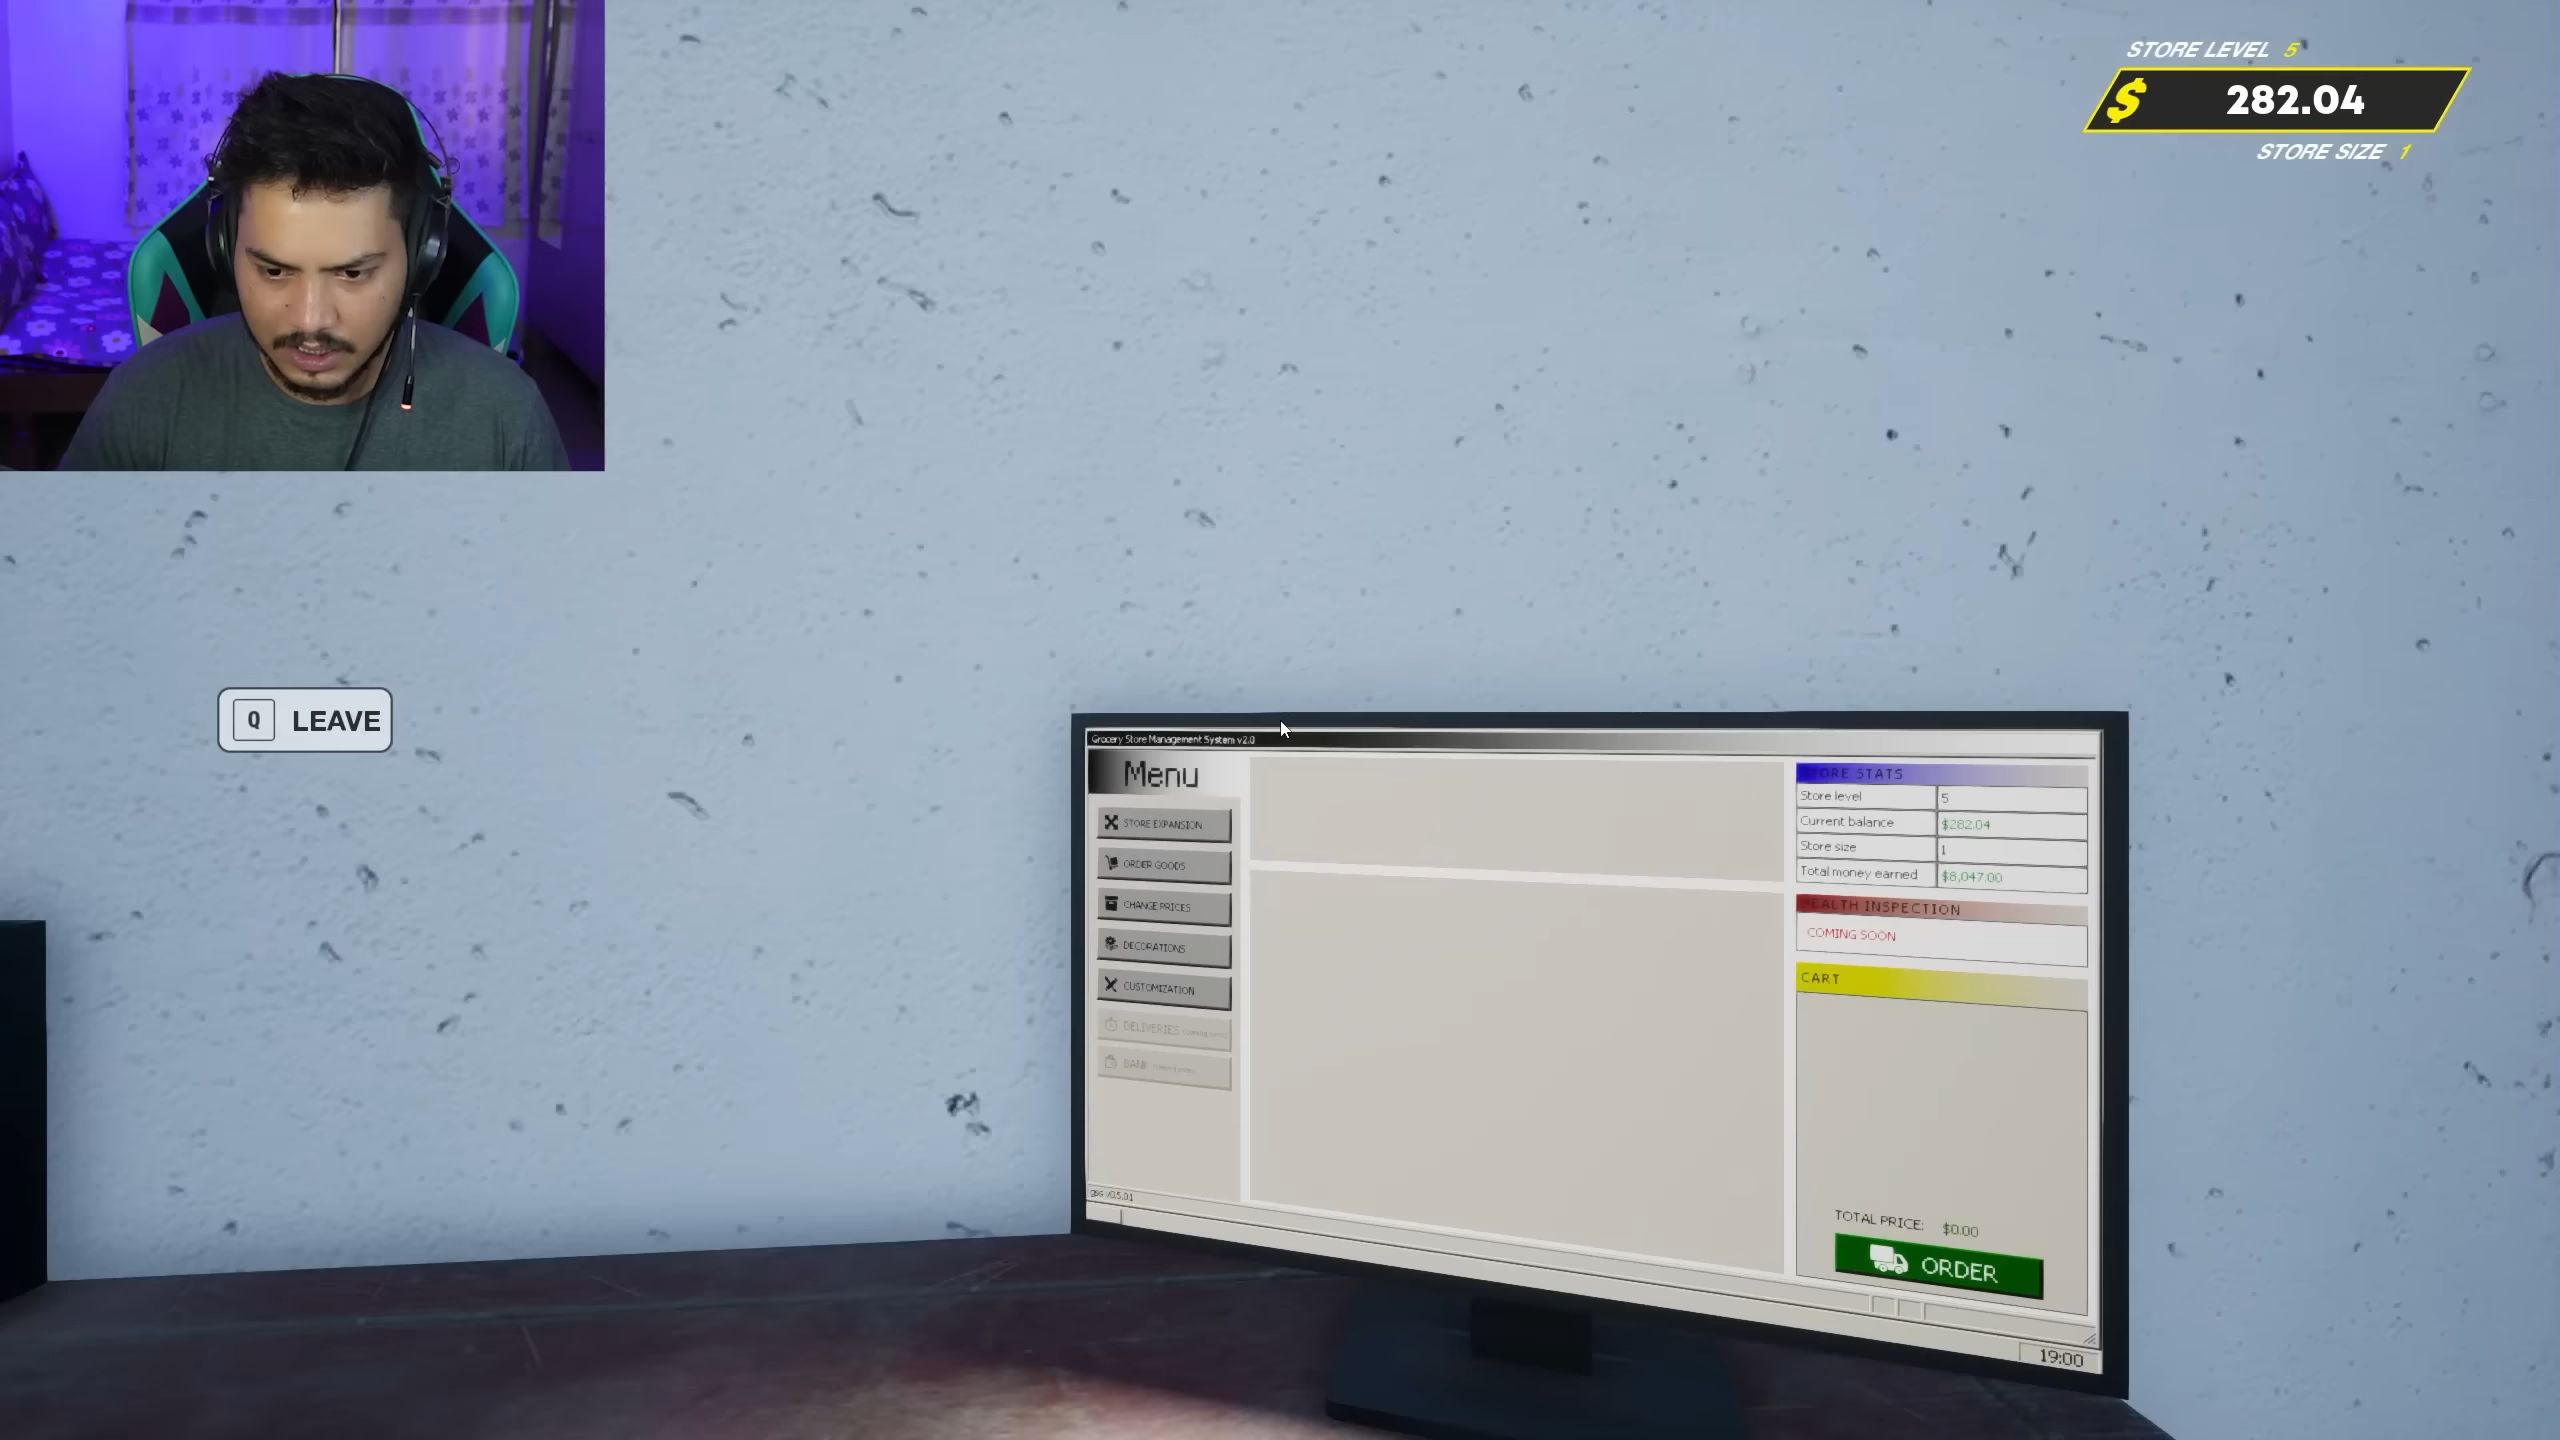 STORE LEVEL 5
$ 282.04
STORE SIZE 1
Q LEAVE
Grocery Store Management System v2.0
Menu
STORE EXPANSION
ORDER GOODS
CHANGE PRICES
DECORATIONS
CUSTOMIZATION
DELIVERIES
BANK
STORE STATS
Store level 5
Current balance $282.04
Store size 1
Total money earned $8,047.00
HEALTH INSPECTION
COMING SOON
CART
TOTAL PRICE: $0.00
ORDER
19:00